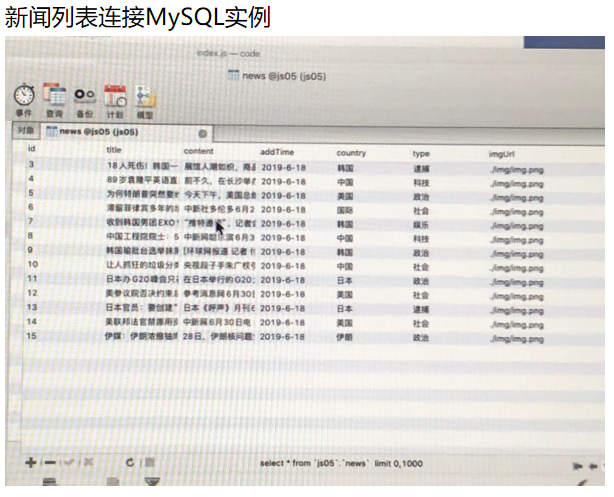 新闻列表连接MySQL实例
index.js — code
news @js05 (js05)
事件 查询 备份 计划 模型
对象 news @js05 (js05)
id title content addTime country type imgUrl
3 18人死伤！韩国一 展馆人潮如织，商品 2019-6-18 韩国 逮捕 ./img/img.png
4 89岁袁隆平英语直 前不久，在长沙举办 2019-6-18 中国 科技 ./img/img.png
5 为何特朗普突然要 今天下午，美国总统 2019-6-18 美国 政治 ./img/img.png
6 滞留菲律宾多年的 中新社多伦多6月2 2019-6-18 国际 社会 ./img/img.png
7 收到韩国男团EXO “推特通 ，记者 2019-6-18 韩国 娱乐 ./img/img.png
8 中国工程院院士：5 中新网哈尔滨6月3 2019-6-18 中国 科技 ./img/img.png
9 韩国瑜批台选举抹 [环球网报道 记者 2019-6-18 韩国 政治 ./img/img.png
10 让人抓狂的垃圾分类 央视段子手朱广权 2019-6-18 中国 社会 ./img/img.png
11 日本办G20峰会只 在日本举行的G20 2019-6-18 日本 政治 ./img/img.png
12 美参议院否决约束 参考消息网6月30 2019-6-18 美国 社会 ./img/img.png
13 日本官员：要创建 日本《呼声》月刊6 2019-6-18 日本 逮捕 ./img/img.png
14 美联邦法官禁挪用 中新网6月30日电 2019-6-18 美国 社会 ./img/img.png
15 伊媒：伊朗浓缩铀 28日，伊朗核问题 2019-6-18 伊朗 政治 ./img/img.png
select * from `js05`.`news` limit 0,1000